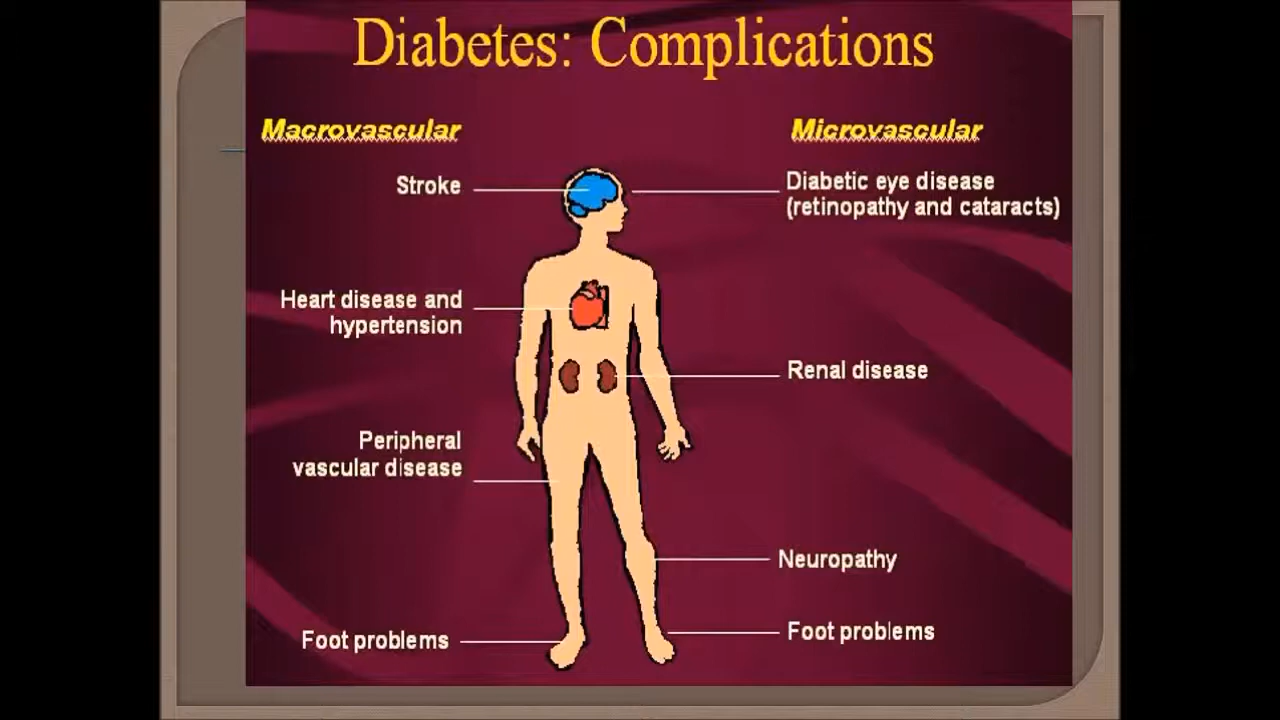 Diabetes: Complications
Macrovascular
Microvascular
Stroke
Diabetic eye disease
(retinopathy and cataracts)
Heart disease and
hypertension
Renal disease
Peripheral
vascular disease
Neuropathy
Foot problems
Foot problems